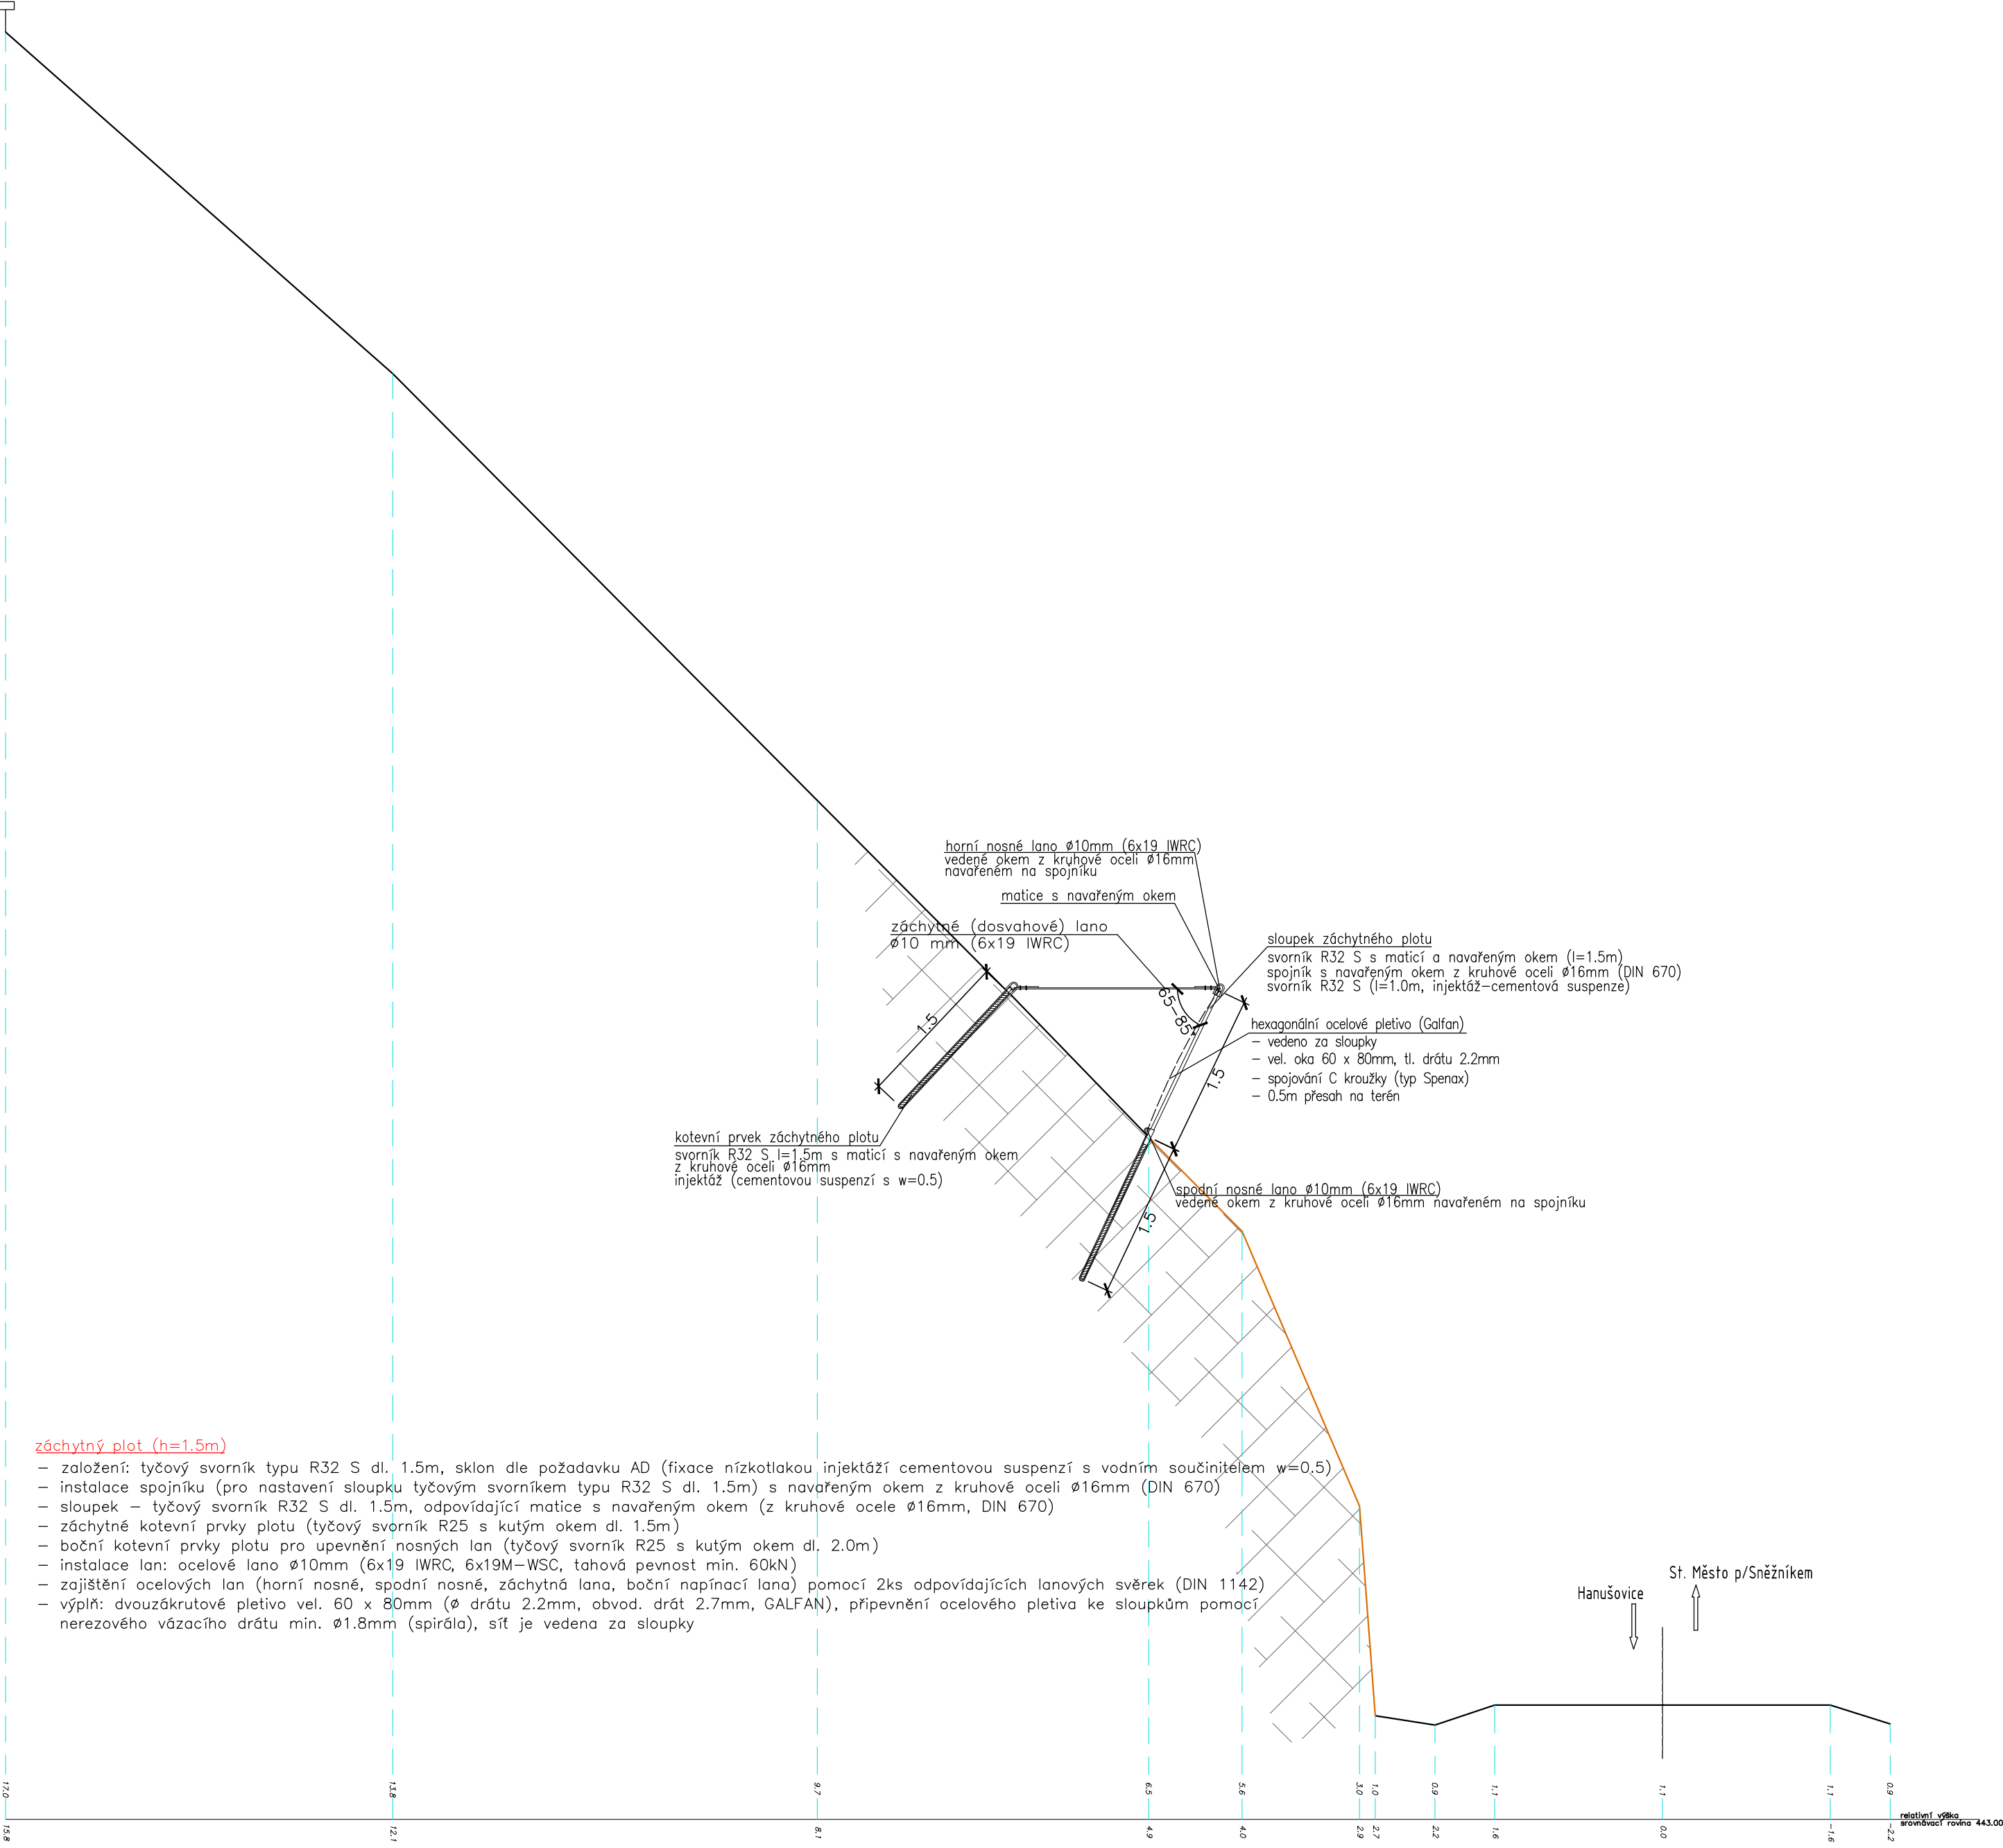 horní nosné lano ø10mm (6x19 IWRC)
vedené okem z kruhové oceli ø16mm
navařeném na spojníku
matice s navařeným okem
záchytné (dosvahové) lano
ø10 mm (6x19 IWRC)
sloupek záchytného plotu
svorník R32 S s maticí a navařeným okem (l=1.5m)
spojník s navařeným okem z kruhové oceli ø16mm (DIN 670)
svorník R32 S (l=1.0m, injektáž-cementová suspenze)
65-85°
1.5
hexagonální ocelové pletivo (Galfan)
- vedeno za sloupky
- vel. oka 60 x 80mm, tl. drátu 2.2mm
- spojování C kroužky (typ Spenax)
- 0.5m přesah na terén
1.5
kotevní prvek záchytného plotu
svorník R32 S l=1.5m s maticí s navařeným okem
z kruhové oceli ø16mm
injektáž (cementovou suspenzí s w=0.5)
spodní nosné lano ø10mm (6x19 IWRC)
vedené okem z kruhové oceli ø16mm navařeném na spojníku
1.5
záchytný plot (h=1.5m)
- založení: tyčový svorník typu R32 S dl. 1.5m, sklon dle požadavku AD (fixace nízkotlakou injektáží cementovou suspenzí s vodním součinitelem w=0.5)
- instalace spojníku (pro nastavení sloupku tyčovým svorníkem typu R32 S dl. 1.5m) s navařeným okem z kruhové oceli ø16mm (DIN 670)
- sloupek - tyčový svorník R32 S dl. 1.5m, odpovídající matice s navařeným okem (z kruhové ocele ø16mm, DIN 670)
- záchytné kotevní prvky plotu (tyčový svorník R25 s kutým okem dl. 1.5m)
- boční kotevní prvky plotu pro upevnění nosných lan (tyčový svorník R25 s kutým okem dl. 2.0m)
- instalace lan: ocelové lano ø10mm (6x19 IWRC, 6x19M-WSC, tahová pevnost min. 60kN)
- zajištění ocelových lan (horní nosné, spodní nosné, záchytná lana, boční napínací lana) pomocí 2ks odpovídajících lanových svěrek (DIN 1142)
- výplň: dvouzákrutové pletivo vel. 60 x 80mm (ø drátu 2.2mm, obvod. drát 2.7mm, GALFAN), připevnění ocelového pletiva ke sloupkům pomocí
nerezového vázacího drátu min. ø1.8mm (spirála), síť je vedena za sloupky
St. Město p/Sněžníkem
Hanušovice
17.0 13.8 9.7 6.5 5.6 3.0 1.0 0.9 1.1 1.1 1.1 0.9
relativní výška
srovnávací rovina 443.00
15.8 12.1 8.1 4.9 4.0 2.9 2.7 2.2 1.6 0.0 -1.6 -2.2